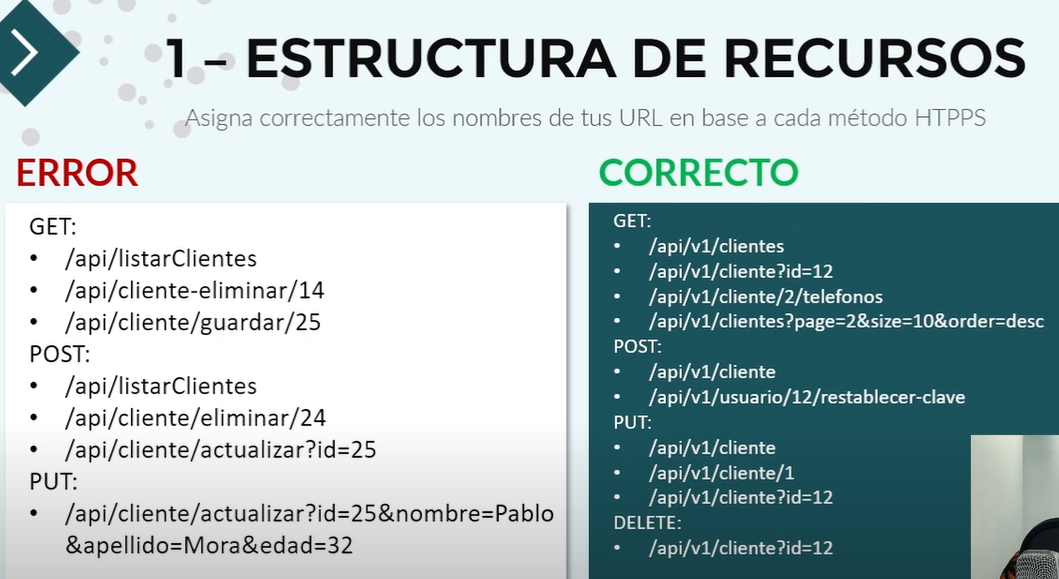 1 – ESTRUCTURA DE RECURSOS
Asigna correctamente los nombres de tus URL en base a cada método HTPPS
ERROR
GET:
• /api/listarClientes
• /api/cliente-eliminar/14
• /api/cliente/guardar/25
POST:
• /api/listarClientes
• /api/cliente/eliminar/24
• /api/cliente/actualizar?id=25
PUT:
• /api/cliente/actualizar?id=25&nombre=Pablo
&apellido=Mora&edad=32
CORRECTO
GET:
• /api/v1/clientes
• /api/v1/cliente?id=12
• /api/v1/cliente/2/telefonos
• /api/v1/clientes?page=2&size=10&order=desc
POST:
• /api/v1/cliente
• /api/v1/usuario/12/restablecer-clave
PUT:
• /api/v1/cliente
• /api/v1/cliente/1
• /api/v1/cliente?id=12
DELETE:
• /api/v1/cliente?id=12